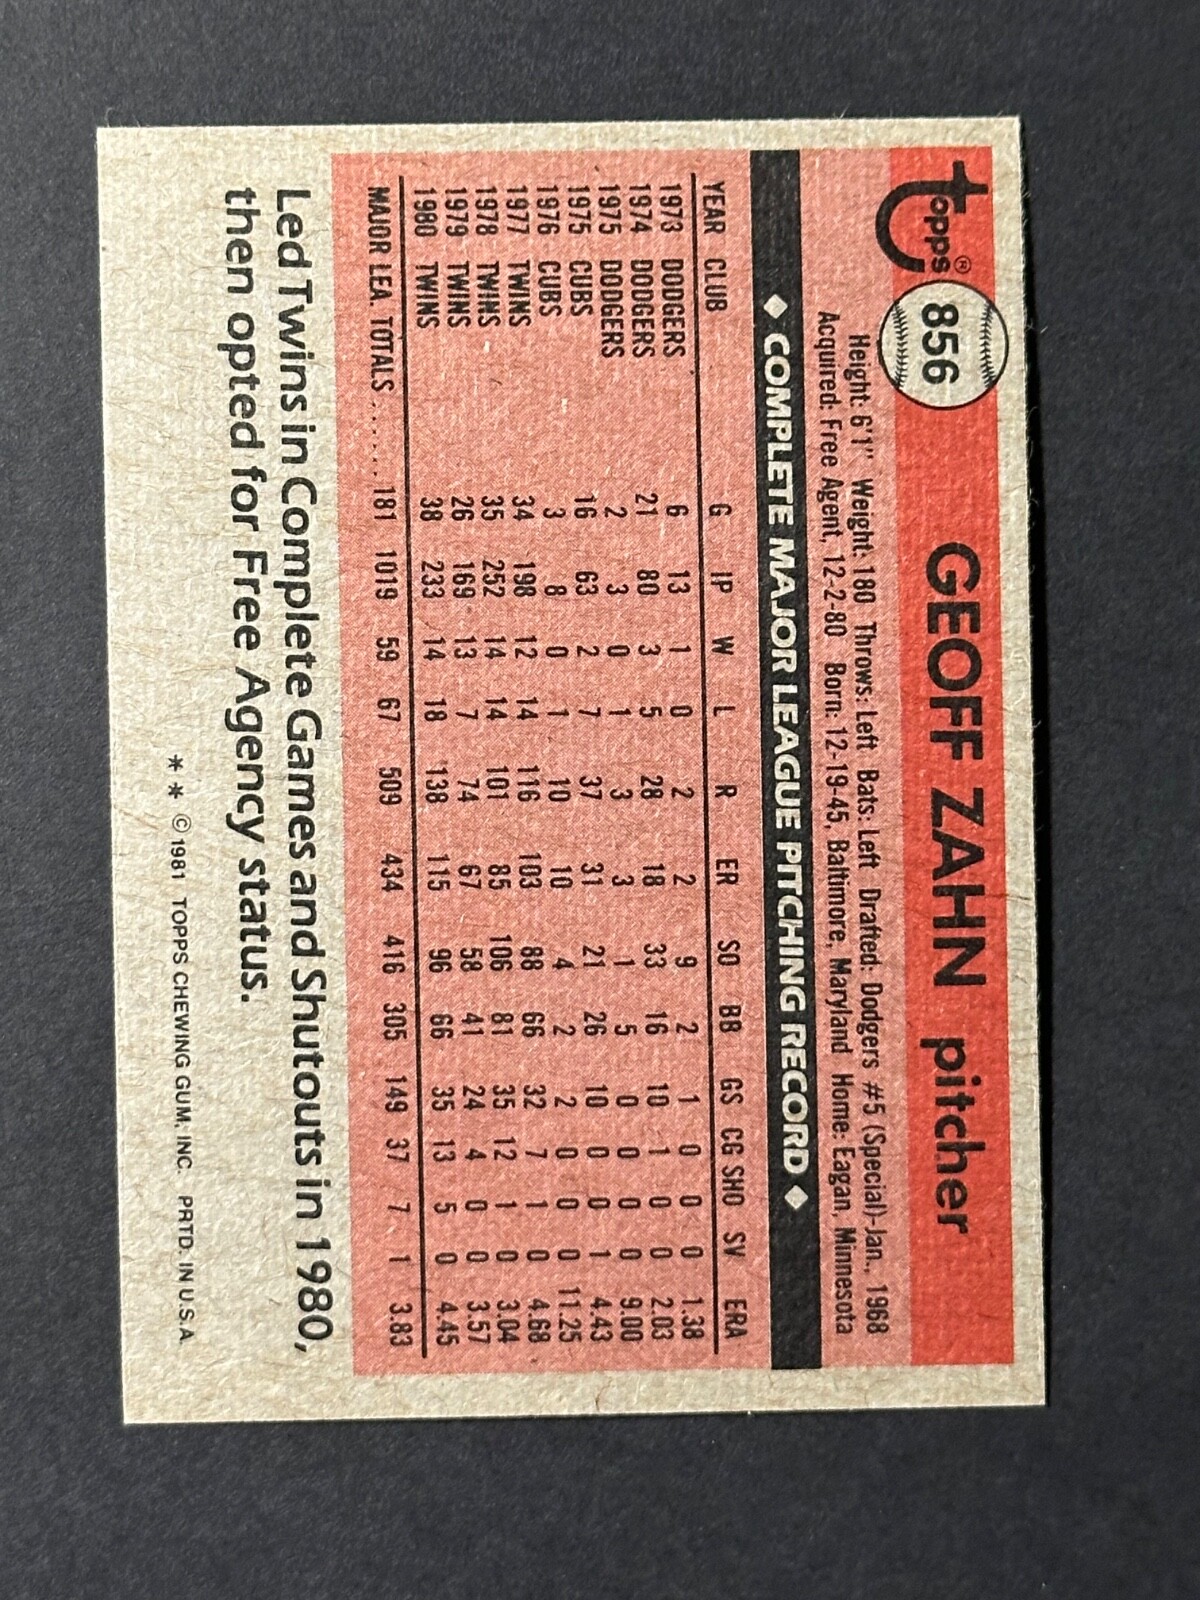 topps® 856 GEOFF ZAHN pitcher
Height: 6'1" Weight: 180 Throws: Left Bats: Left Drafted: Dodgers #5 (Special)-Jan., 1968
Acquired: Free Agent, 12-2-80 Born: 12-19-45, Baltimore, Maryland Home: Eagan, Minnesota
◆ COMPLETE MAJOR LEAGUE PITCHING RECORD ◆
YEAR CLUB G IP W L R ER SO BB GS CG SHO SV ERA
1973 DODGERS 6 13 1 0 2 2 9 2 1 0 0 0 1.38
1974 DODGERS 21 80 3 5 28 18 33 16 10 1 0 0 2.03
1975 DODGERS 2 3 0 1 3 3 1 5 0 0 0 0 9.00
1975 CUBS 16 63 2 7 37 31 21 26 10 0 0 1 4.43
1976 CUBS 3 8 0 1 10 10 4 2 2 0 0 0 11.25
1977 TWINS 34 198 12 14 116 103 88 66 32 7 1 0 4.68
1978 TWINS 35 252 14 14 101 85 106 81 35 12 1 0 3.04
1979 TWINS 26 169 13 7 74 67 58 41 24 4 0 0 3.57
1980 TWINS 38 233 14 18 138 115 96 66 35 13 5 0 4.45
MAJOR LEA. TOTALS ...... 181 1019 59 67 509 434 416 305 149 37 7 1 3.83
Led Twins in Complete Games and Shutouts in 1980,
then opted for Free Agency status.
** © 1981 TOPPS CHEWING GUM, INC. PRTD. IN U.S.A.